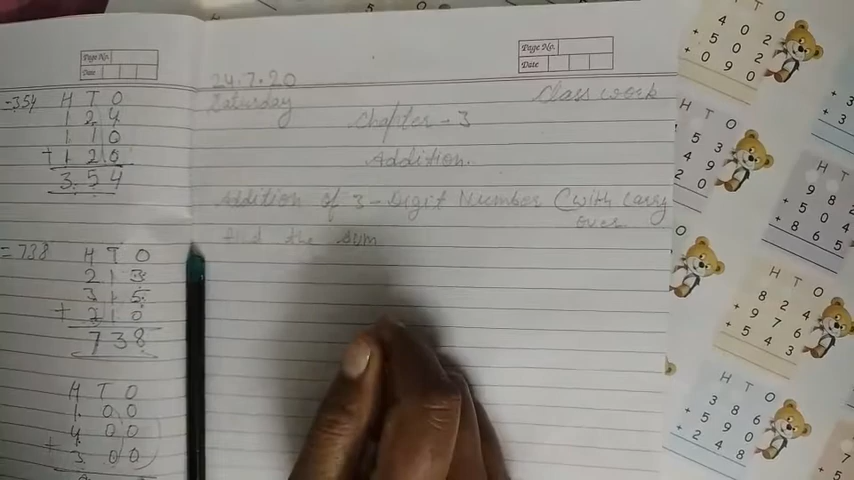 Page No.
Date
-354 H T O
1 2 4
1 1 0
+ 1 2 0
3 5 4
= 738 H T O
2 1 3
3 1 5
+ 2 1 0
7 3 8
H T O
1 0 0
4 0 0
+ 3 0 0
Page No.
Date
24.7.20
Saturday
Class work
Chapter - 3
Addition.
Addition of 3 - Digit Number (with carry
over
find the sum
T O
4 0 2
+ 5 0 2
+ 0 9 0
H T O
5 3
4 9
2 0
H T O
9 8
+ 5 0 4
+ 8 6 5
H T O
8 2 4
+ 9 7 6
+ 5 4 3
H T O
3 8 6
+ 5 9 0
+ 2 4 8